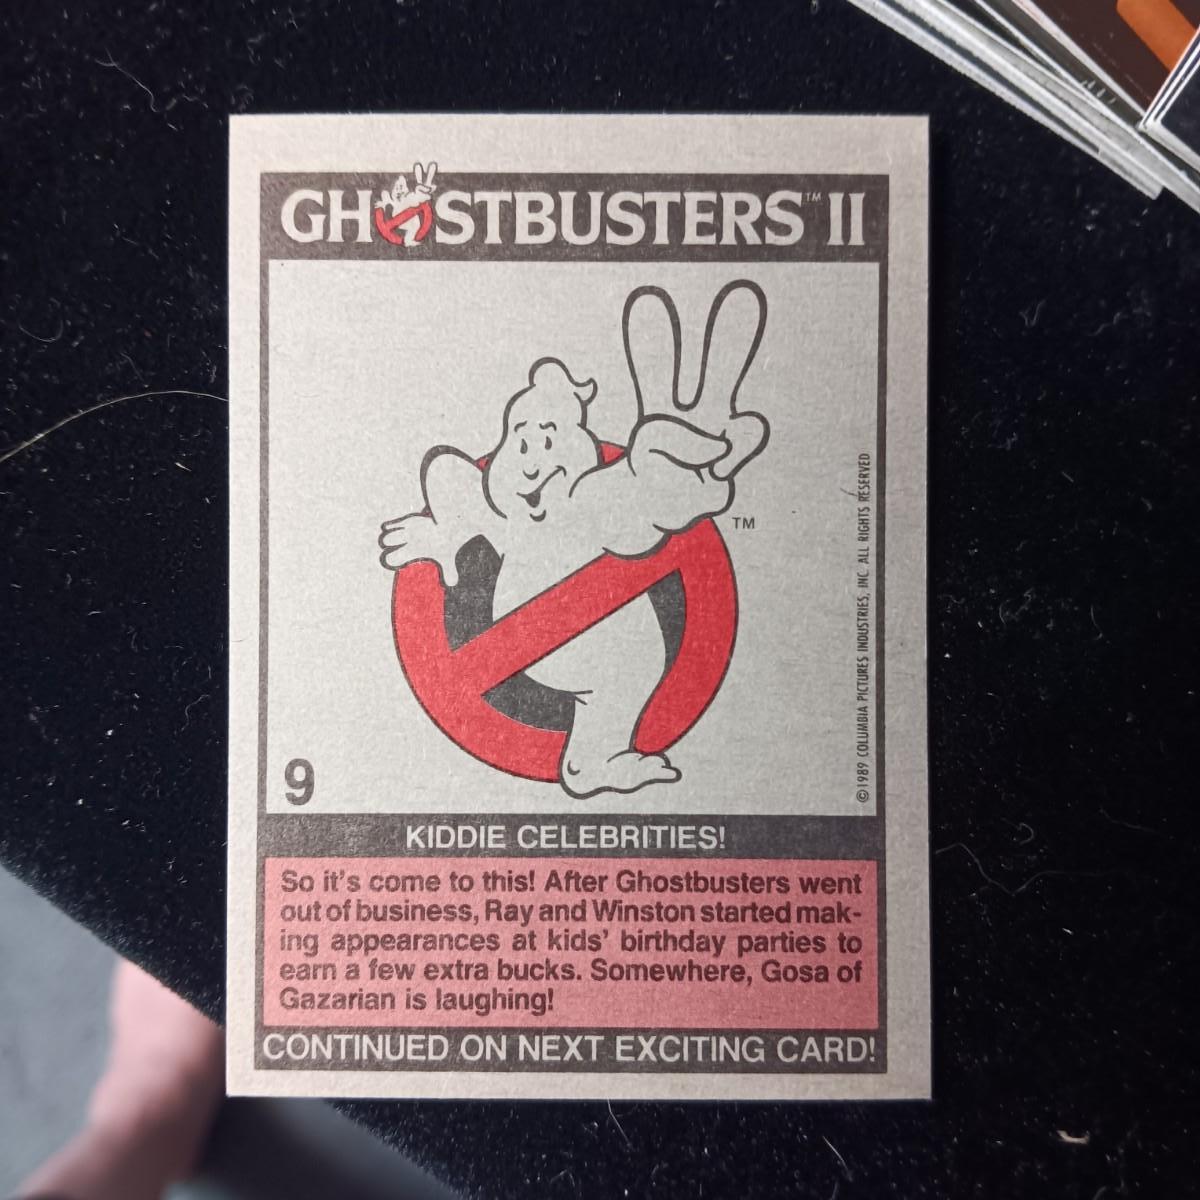 GHOSTBUSTERS™ II
TM
©1989 COLUMBIA PICTURES INDUSTRIES, INC. ALL RIGHTS RESERVED
9
KIDDIE CELEBRITIES!
So it's come to this! After Ghostbusters went
out of business, Ray and Winston started mak-
ing appearances at kids' birthday parties to
earn a few extra bucks. Somewhere, Gosa of
Gazarian is laughing!
CONTINUED ON NEXT EXCITING CARD!